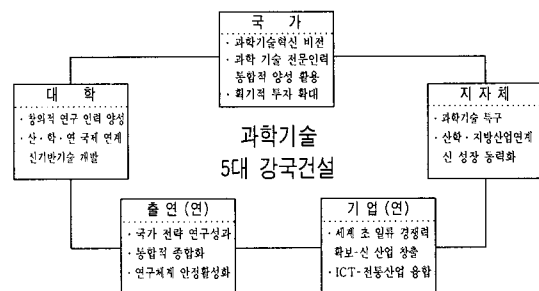 국 가
· 과학기술혁신 비전
· 과학 기술 전문인력
통합적 양성 활용
· 획기적 투자 확대
대 학
· 창의적 연구 인력 양성
· 산·학·연 국제 연계
신기반기술 개발
지 자 체
· 과학기술 특구
· 산학·지방산업연계
신 성장 동력화
과학기술
5대 강국건설
출 연 (연)
· 국가 전략 연구성과
· 통합적 종합화
· 연구체계 안정활성화
기 업 (연)
· 세계 초 일류 경쟁력
확보-신 산업 창출
· ICT-전통산업 융합